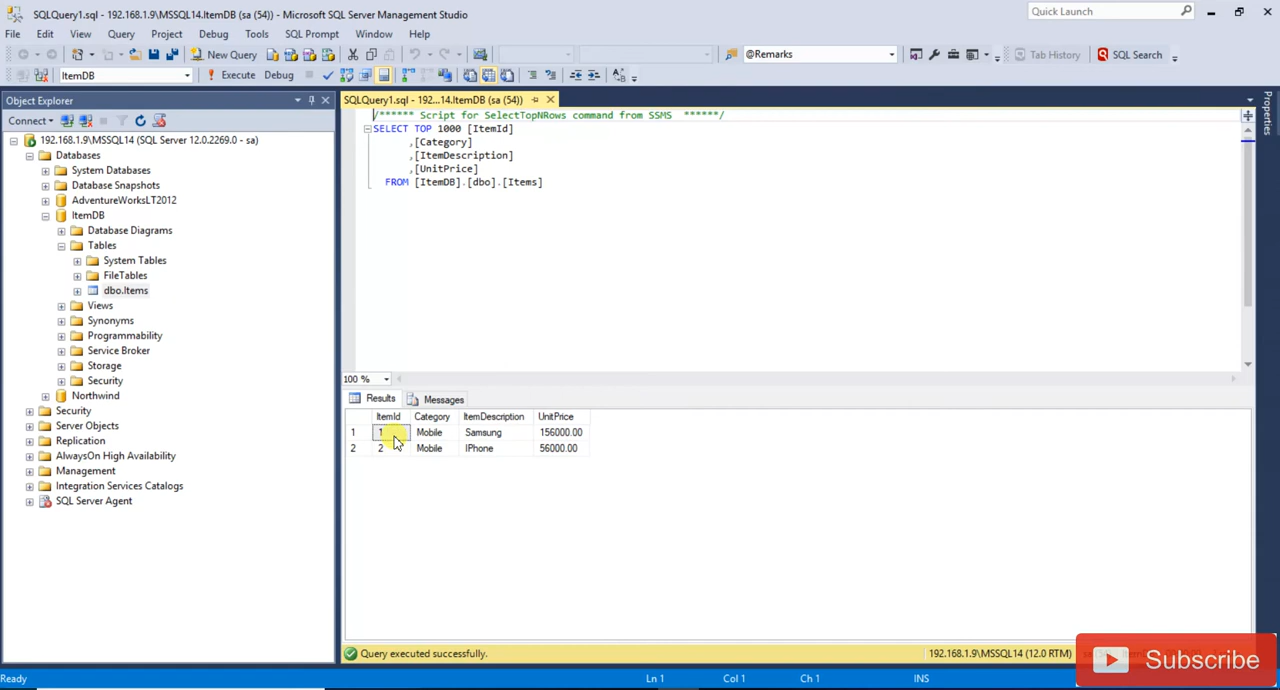 SQLQuery1.sql - 192.168.1.9\MSSQL14.ItemDB (sa (54)) - Microsoft SQL Server Management Studio
Quick Launch
File Edit View Query Project Debug Tools SQL Prompt Window Help
New Query @Remarks Tab History SQL Search
ItemDB Execute Debug
Object Explorer
Connect
192.168.1.9\MSSQL14 (SQL Server 12.0.2269.0 - sa)
Databases
System Databases
Database Snapshots
AdventureWorksLT2012
ItemDB
Database Diagrams
Tables
System Tables
FileTables
dbo.Items
Views
Synonyms
Programmability
Service Broker
Storage
Security
Northwind
Security
Server Objects
Replication
AlwaysOn High Availability
Management
Integration Services Catalogs
SQL Server Agent
SQLQuery1.sql - 192...14.ItemDB (sa (54))
/****** Script for SelectTopNRows command from SSMS ******/
SELECT TOP 1000 [ItemId]
,[Category]
,[ItemDescription]
,[UnitPrice]
FROM [ItemDB].[dbo].[Items]
100 %
Results Messages
ItemId Category ItemDescription UnitPrice
1 1 Mobile Samsung 156000.00
2 2 Mobile IPhone 56000.00
Query executed successfully. 192.168.1.9\MSSQL14 (12.0 RTM)
Subscribe
Ready Ln 1 Col 1 Ch 1 INS
Properties